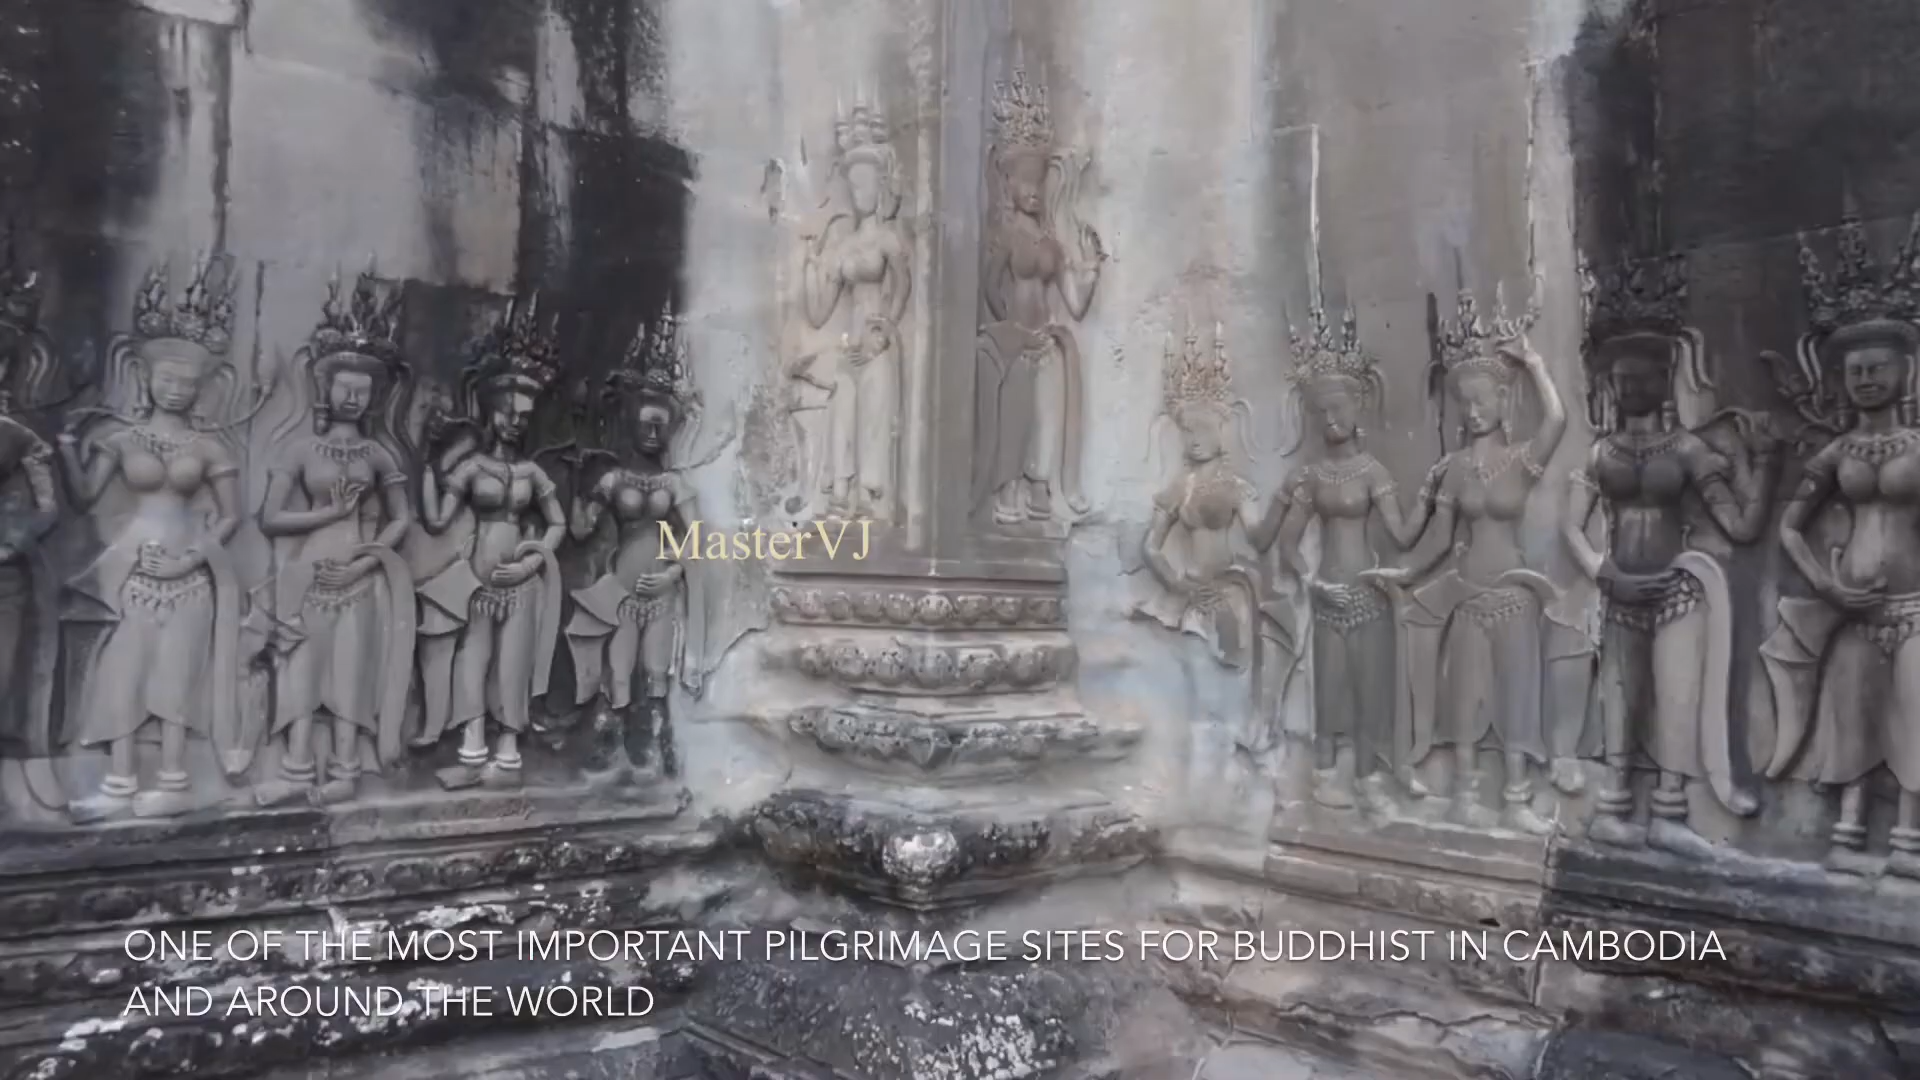 MasterVJ
ONE OF THE MOST IMPORTANT PILGRIMAGE SITES FOR BUDDHIST IN CAMBODIA
AND AROUND THE WORLD